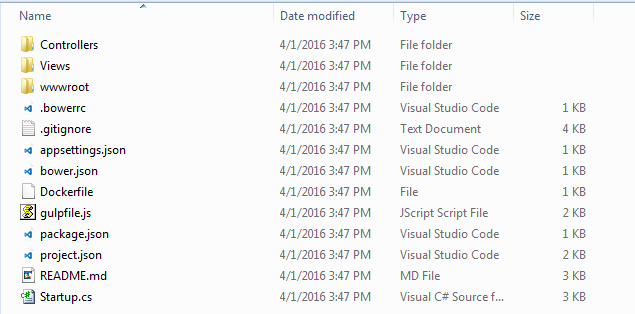 Name Date modified Type Size
Controllers 4/1/2016 3:47 PM File folder
Views 4/1/2016 3:47 PM File folder
wwwroot 4/1/2016 3:47 PM File folder
.bowerrc 4/1/2016 3:47 PM Visual Studio Code 1 KB
.gitignore 4/1/2016 3:47 PM Text Document 4 KB
appsettings.json 4/1/2016 3:47 PM Visual Studio Code 1 KB
bower.json 4/1/2016 3:47 PM Visual Studio Code 1 KB
Dockerfile 4/1/2016 3:47 PM File 1 KB
gulpfile.js 4/1/2016 3:47 PM JScript Script File 2 KB
package.json 4/1/2016 3:47 PM Visual Studio Code 1 KB
project.json 4/1/2016 3:47 PM Visual Studio Code 2 KB
README.md 4/1/2016 3:47 PM MD File 3 KB
Startup.cs 4/1/2016 3:47 PM Visual C# Source f... 3 KB